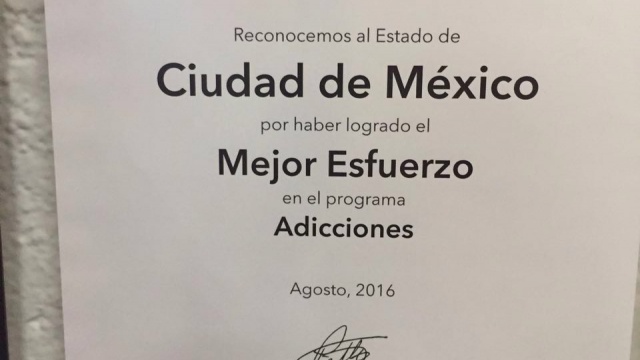 Reconocemos al Estado de
Ciudad de México
por haber logrado el
Mejor Esfuerzo
en el programa
Adicciones
Agosto, 2016